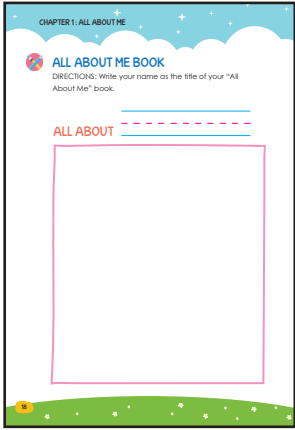 CHAPTER 1: ALL ABOUT ME
ALL ABOUT ME BOOK
DIRECTIONS: Write your name as the title of your “All
About Me” book.
ALL ABOUT
18